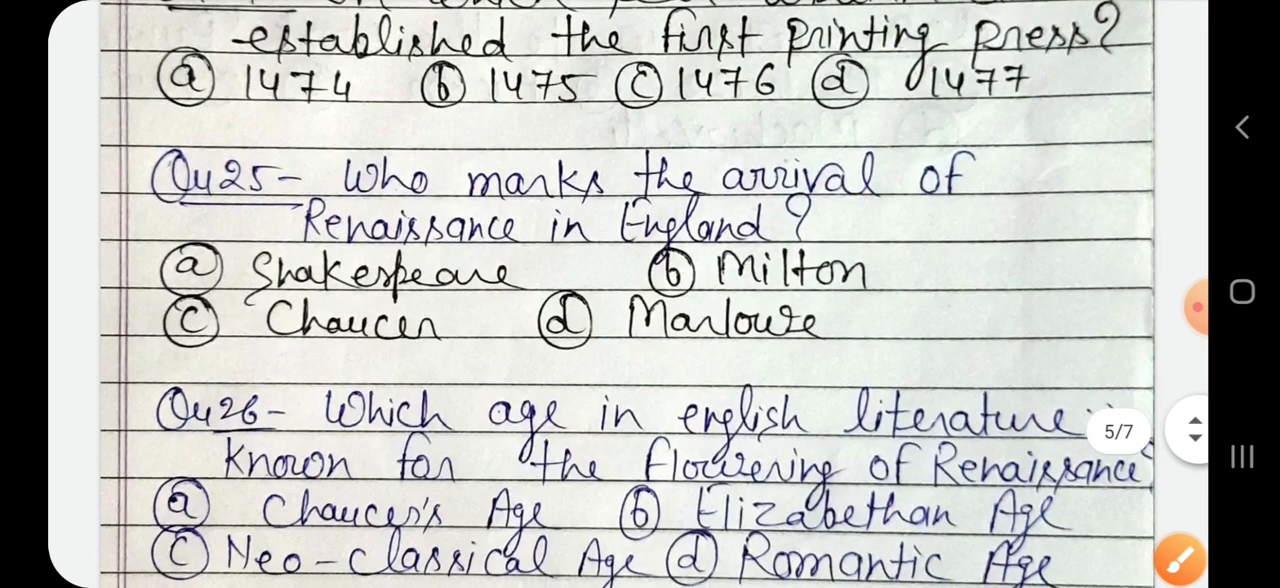 established the first printing press?
(a) 1474 (b) 1475 (c) 1476 (d) 1477
Qu25- Who marks the arrival of
Renaissance in England?
(a) Shakespeare (b) Milton
(c) Chaucer (d) Marlowe
Qu26- Which age in english literature
5/7
known for the flowering of Renaissance
(a) Chaucer's Age (b) Elizabethan Age
(c) Neo-classical Age (d) Romantic Age